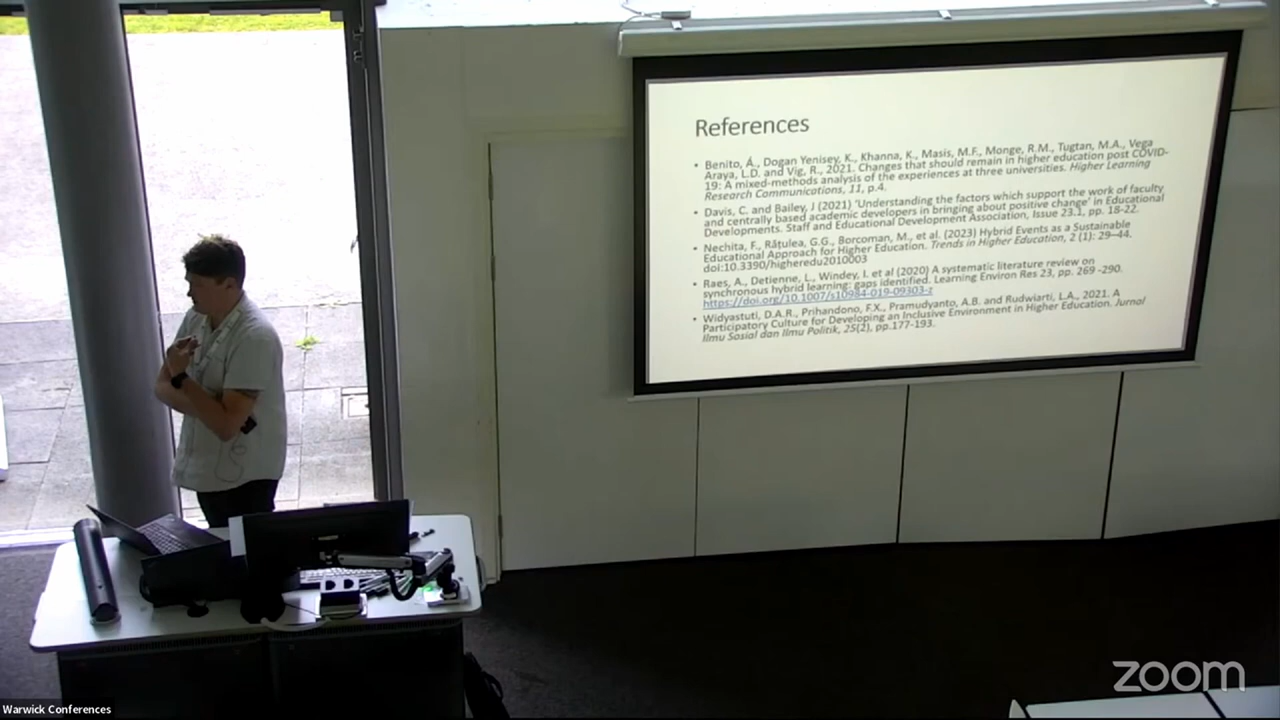 References
• Benito, Á., Dogan Yenisey, K., Khanna, K., Masis, M.F., Monge, R.M., Tugtan, M.A., Vega
Araya, L.D. and Vig, R., 2021. Changes that should remain in higher education post COVID-
19: A mixed-methods analysis of the experiences at three universities. Higher Learning
Research Communications, 11, p.4.
• Davis, C. and Bailey, J (2021) 'Understanding the factors which support the work of faculty
and centrally based academic developers in bringing about positive change' in Educational
Developments. Staff and Educational Development Association, Issue 23.1, pp. 18-22.
• Nechita, F., Rătulea, G.G., Borcoman, M., et al. (2023) Hybrid Events as a Sustainable
Educational Approach for Higher Education. Trends in Higher Education, 2 (1): 29–44.
doi:10.3390/higheredu2010003
• Raes, A., Detienne, L., Windey, I. et al (2020) A systematic literature review on
synchronous hybrid learning: gaps identified. Learning Environ Res 23, pp. 269 -290.
https://doi.org/10.1007/s10984-019-09303-z
• Widyastuti, D.A.R., Prihandono, F.X., Pramudyanto, A.B. and Rudwiarti, L.A., 2021. A
Participatory Culture for Developing an Inclusive Environment in Higher Education. Jurnal
Ilmu Sosial dan Ilmu Politik, 25(2), pp.177-193.
zoom
Warwick Conferences